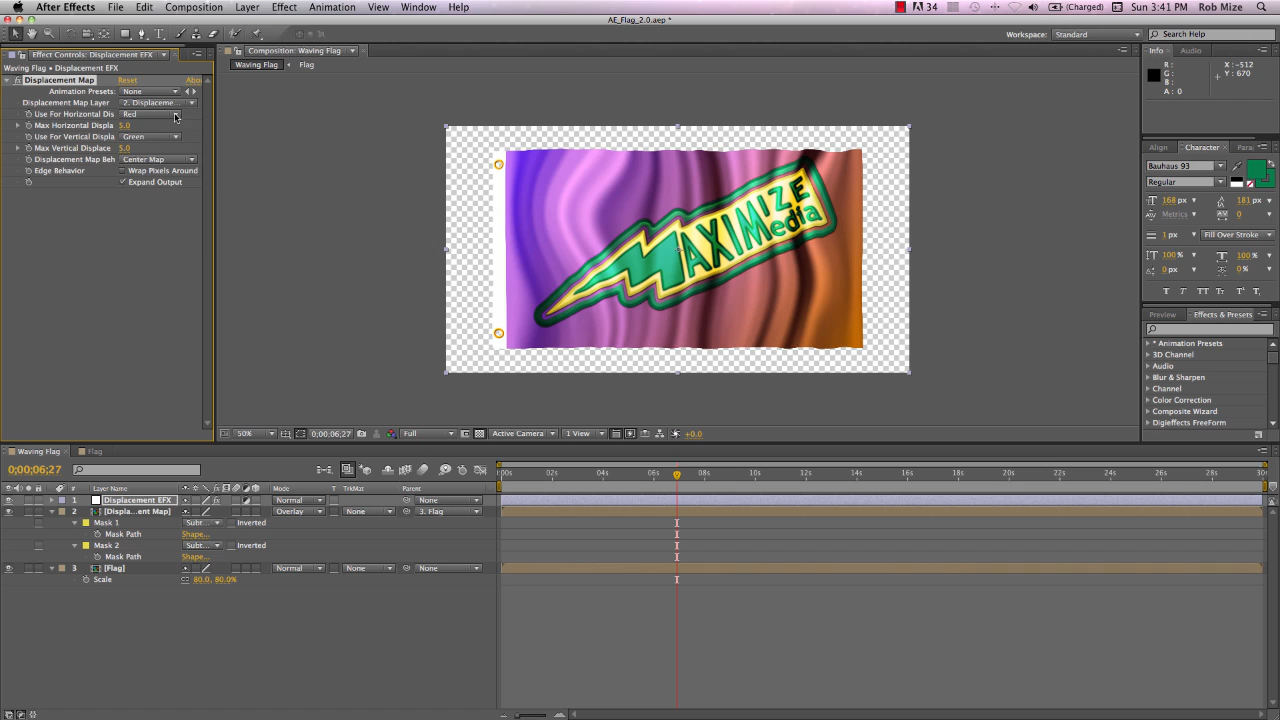 After Effects File Edit Composition Layer Effect Animation View Window Help 34 (Charged) Sun 3:41 PM Rob Mize
AE_Flag_2.0.aep *
Workspace: Standard Search Help
Effect Controls: Displacement EFX
Composition: Waving Flag
Info Audio
Waving Flag • Displacement EFX
Waving Flag Flag
R: X: -512
G: Y: 670
B:
A: 0
Displacement Map Reset Abou
Animation Presets: None
Displacement Map Layer 2. Displaceme...
Use For Horizontal Dis Red
Max Horizontal Displa 5.0
Use For Vertical Displa Green
Max Vertical Displace 5.0
Displacement Map Beh Center Map
Edge Behavior Wrap Pixels Around
Expand Output
MAXIMIZE
Media
Align Character Para
Bauhaus 93
Regular
168 px 181 px
Metrics 0
1 px Fill Over Stroke
100% 100%
0 px 0%
T T TT Tr T¹ T₁
Preview Effects & Presets
* Animation Presets
3D Channel
Audio
Blur & Sharpen
Channel
Color Correction
Composite Wizard
Digieffects FreeForm
50% 0;00;06;27 Full Active Camera 1 View +0.0
Waving Flag Flag
0;00;06;27
:00s 02s 04s 06s 08s 10s 12s 14s 16s 18s 20s 22s 24s 26s 28s 30s
# Layer Name Mode T TrkMat Parent
1 Displacement EFX Normal None
2 [Displa...ent Map] Overlay None 3. Flag
Mask 1 Subt... Inverted
Mask Path Shape...
Mask 2 Subt... Inverted
Mask Path Shape...
3 [Flag] Normal None None
Scale 80.0, 80.0%